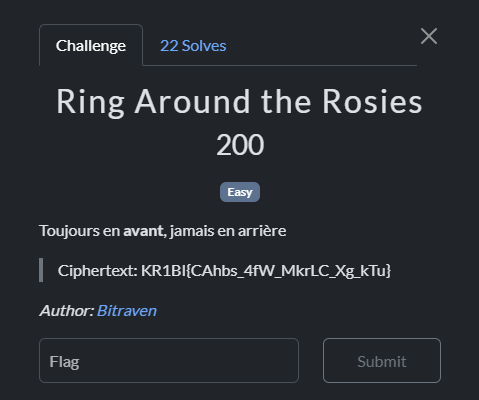 Challenge
22 Solves
Ring Around the Rosies
200
Easy
Toujours en avant, jamais en arrière
Ciphertext: KR1BI{CAhbs_4fW_MkrLC_Xg_kTu}
Author: Bitraven
Flag
Submit